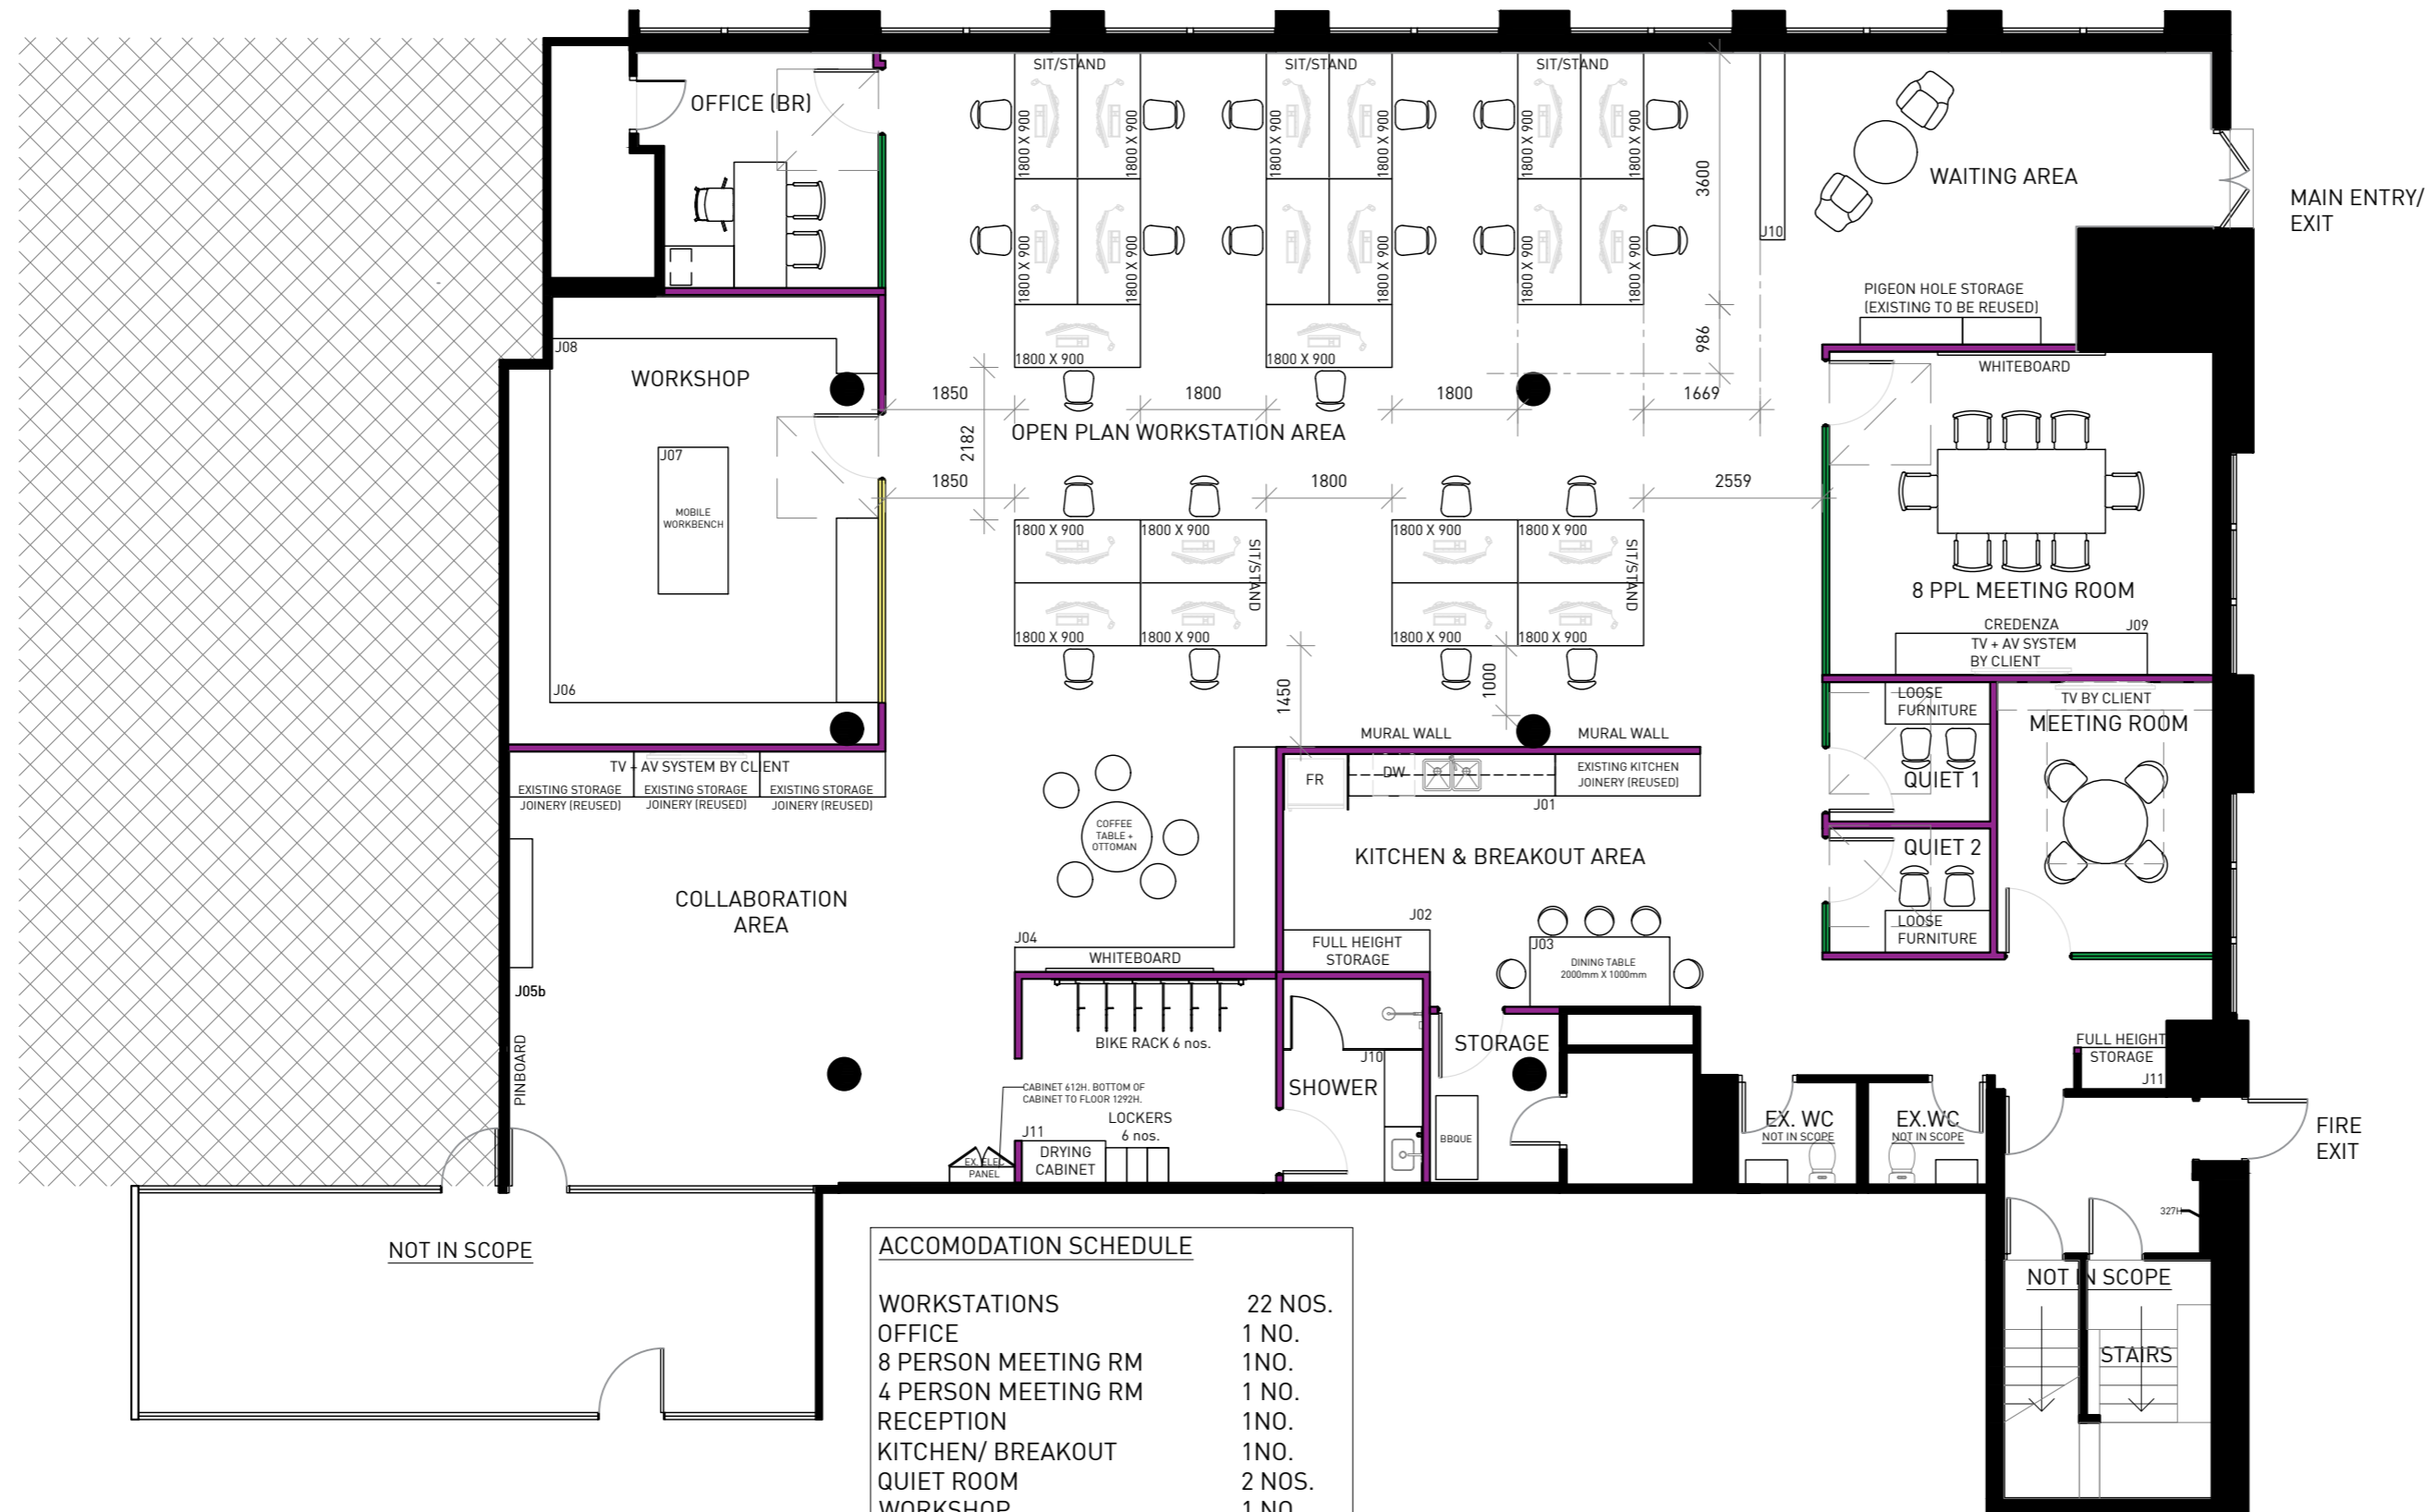 SIT/STAND
SIT/STAND
SIT/STAND
OFFICE (BR)
1800 X 900
1800 X 900
1800 X 900
1800 X 900
1800 X 900
1800 X 900
3600
WAITING AREA
MAIN ENTRY/
EXIT
J10
1800 X 900
1800 X 900
1800 X 900
1800 X 900
1800 X 900
1800 X 900
PIGEON HOLE STORAGE
(EXISTING TO BE REUSED)
986
J08
1800 X 900
1800 X 900
WHITEBOARD
WORKSHOP
1850
1800
1800
1669
OPEN PLAN WORKSTATION AREA
2182
J07
1850
1800
2559
MOBILE
WORKBENCH
1800 X 900
1800 X 900
1800 X 900
1800 X 900
SIT/STAND
SIT/STAND
8 PPL MEETING ROOM
1800 X 900
1800 X 900
1800 X 900
1800 X 900
CREDENZA
J09
TV + AV SYSTEM
BY CLIENT
J06
1450
1000
LOOSE
FURNITURE
TV BY CLIENT
MEETING ROOM
MURAL WALL
MURAL WALL
TV + AV SYSTEM BY CLIENT
EXISTING STORAGE
JOINERY (REUSED)
EXISTING STORAGE
JOINERY (REUSED)
EXISTING STORAGE
JOINERY (REUSED)
FR
DW
EXISTING KITCHEN
JOINERY (REUSED)
J01
QUIET 1
COFFEE
TABLE +
OTTOMAN
KITCHEN & BREAKOUT AREA
QUIET 2
COLLABORATION
AREA
J02
LOOSE
FURNITURE
J04
WHITEBOARD
FULL HEIGHT
STORAGE
J03
DINING TABLE
2000mm X 1000mm
J05b
PINBOARD
BIKE RACK 6 nos.
J10
STORAGE
SHOWER
FULL HEIGHT
STORAGE
J11
CABINET 612H. BOTTOM OF
CABINET TO FLOOR 1292H.
LOCKERS
6 nos.
J11
DRYING
CABINET
EX. ELEC
PANEL
BBQUE
EX. WC
NOT IN SCOPE
EX.WC
NOT IN SCOPE
FIRE
EXIT
327H
NOT IN SCOPE
NOT IN SCOPE
STAIRS
ACCOMODATION SCHEDULE
WORKSTATIONS 22 NOS.
OFFICE 1 NO.
8 PERSON MEETING RM 1NO.
4 PERSON MEETING RM 1 NO.
RECEPTION 1NO.
KITCHEN/ BREAKOUT 1NO.
QUIET ROOM 2 NOS.
WORKSHOP 1 NO.